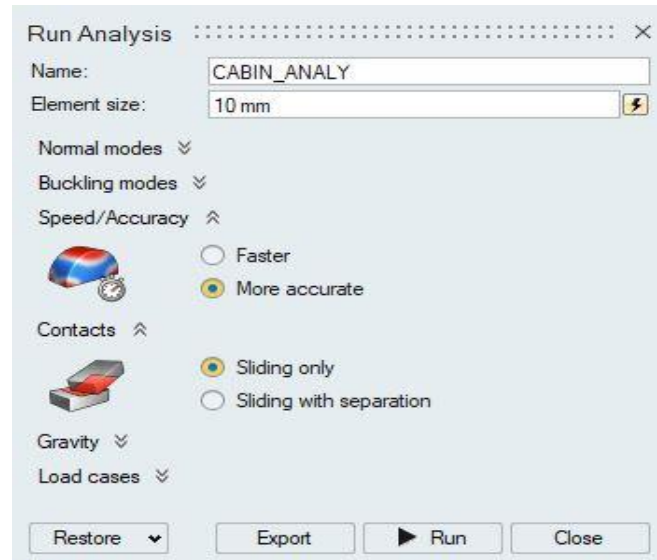 Run Analysis
Name: CABIN_ANALY
Element size: 10 mm
Normal modes
Buckling modes
Speed/Accuracy
Faster
More accurate
Contacts
Sliding only
Sliding with separation
Gravity
Load cases
Restore Export Run Close